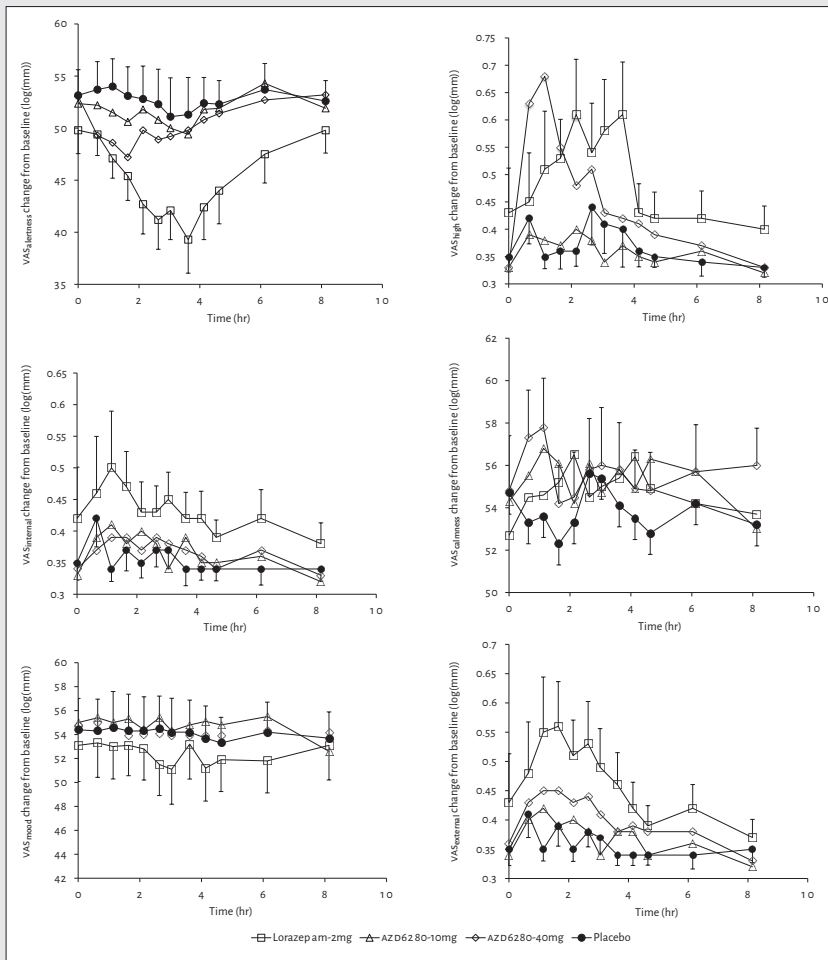 VASalertness change from baseline (log(mm))
60
55
50
45
40
35
0 2 4 6 8 10
Time (hr)
VAShigh change from baseline (log(mm))
0.75
0.7
0.65
0.6
0.55
0.5
0.45
0.4
0.35
0.3
0 2 4 6 8 10
Time (hr)
VASinternal change from baseline (log(mm))
0.65
0.6
0.55
0.5
0.45
0.4
0.35
0.3
0 2 4 6 8 10
Time (hr)
VAScalmness change from baseline (log(mm))
62
60
58
56
54
52
50
0 2 4 6 8 10
Time (hr)
VASmood change from baseline (log(mm))
60
58
56
54
52
50
48
46
44
42
0 2 4 6 8 10
Time (hr)
VASexternal change from baseline (log(mm))
0.7
0.65
0.6
0.55
0.5
0.45
0.4
0.35
0.3
0 2 4 6 8 10
Time (hr)
Lorazep am-2mg AZD6280-10mg AZD6280-40mg Placebo